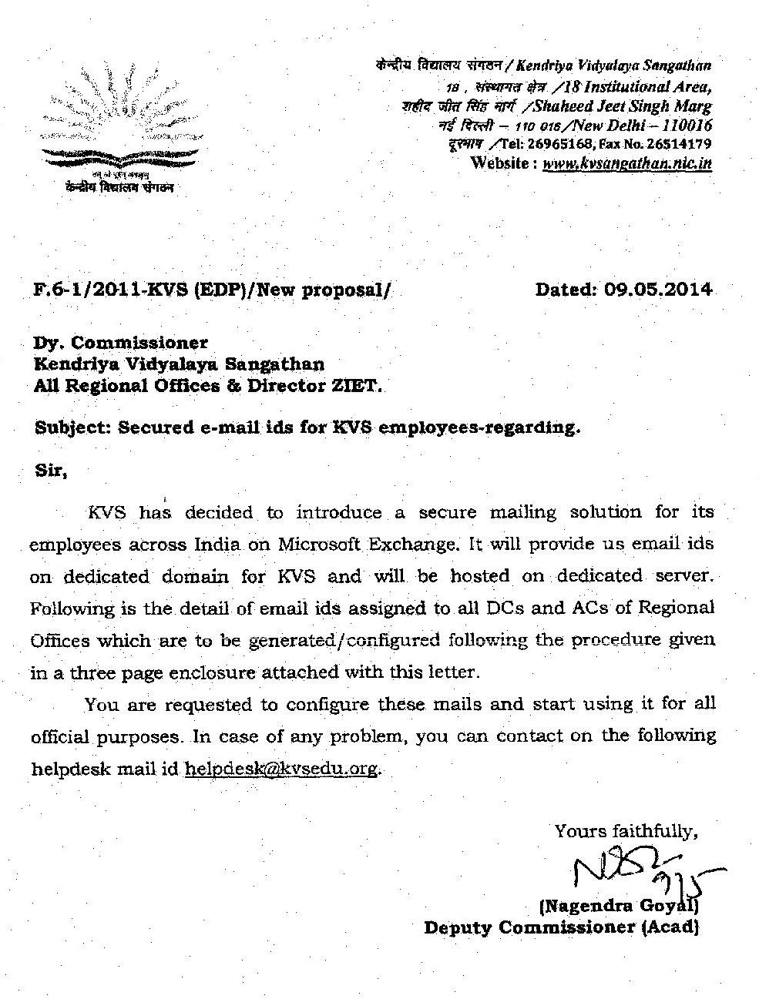 केन्द्रीय विद्यालय संगठन / Kendriya Vidyalaya Sangathan
18 , संस्थागत क्षेत्र /18 Institutional Area,
शहीद जीत सिंह मार्ग /Shaheed Jeet Singh Marg
नई दिल्ली – 110 016/New Delhi – 110016
दूरभाष /Tel: 26965168, Fax No. 26514179
Website : www.kvsangathan.nic.in
केन्द्रीय विद्यालय संगठन
F.6-1/2011-KVS (EDP)/New proposal/ Dated: 09.05.2014
Dy. Commissioner
Kendriya Vidyalaya Sangathan
All Regional Offices & Director ZIET.
Subject: Secured e-mail ids for KVS employees-regarding.
Sir,
KVS has decided to introduce a secure mailing solution for its
employees across India on Microsoft Exchange. It will provide us email ids
on dedicated domain for KVS and will be hosted on dedicated server.
Following is the detail of email ids assigned to all DCs and ACs of Regional
Offices which are to be generated/configured following the procedure given
in a three page enclosure attached with this letter.
You are requested to configure these mails and start using it for all
official purposes. In case of any problem, you can contact on the following
helpdesk mail id helpdesk@kvsedu.org.
Yours faithfully,
9/5
(Nagendra Goyal)
Deputy Commissioner (Acad)